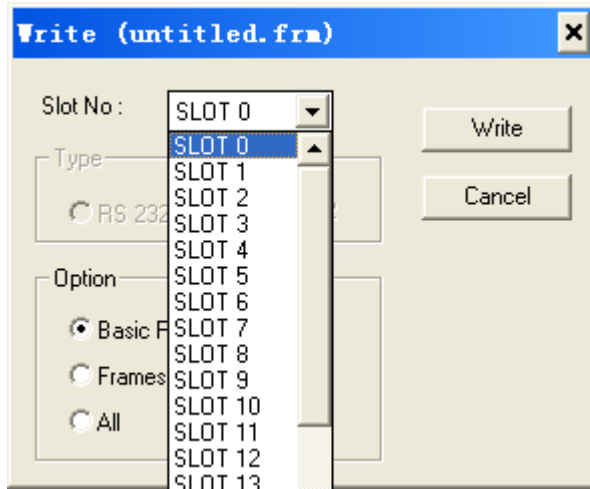 Write (untitled.frm)
Slot No :
SLOT 0
Write
Cancel
Type
RS 232
Option
Basic F
Frames
All
SLOT 0
SLOT 1
SLOT 2
SLOT 3
SLOT 4
SLOT 5
SLOT 6
SLOT 7
SLOT 8
SLOT 9
SLOT 10
SLOT 11
SLOT 12
SLOT 13